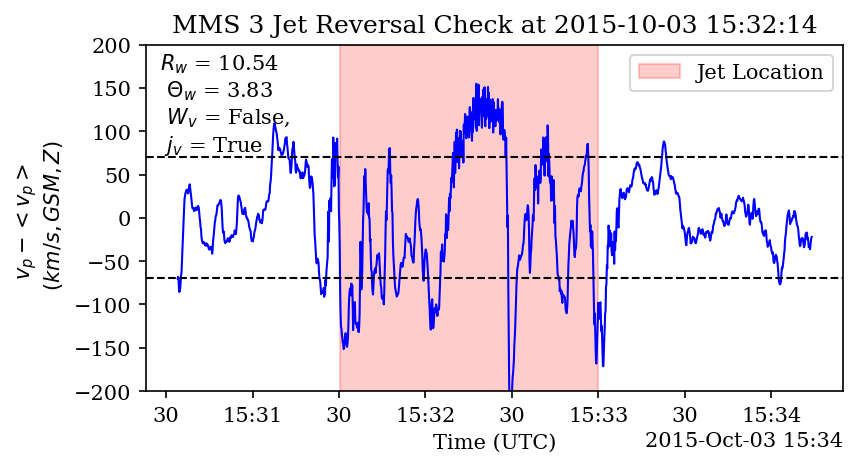 MMS 3 Jet Reversal Check at 2015-10-03 15:32:14
R_w = 10.54
Θ_w = 3.83
W_v = False,
j_v = True
Jet Location
v_p − < v_p >
(km/s, GSM, Z)
200
150
100
50
0
−50
−100
−150
−200
30 15:31 30 15:32 30 15:33 30 15:34
Time (UTC)
2015-Oct-03 15:34